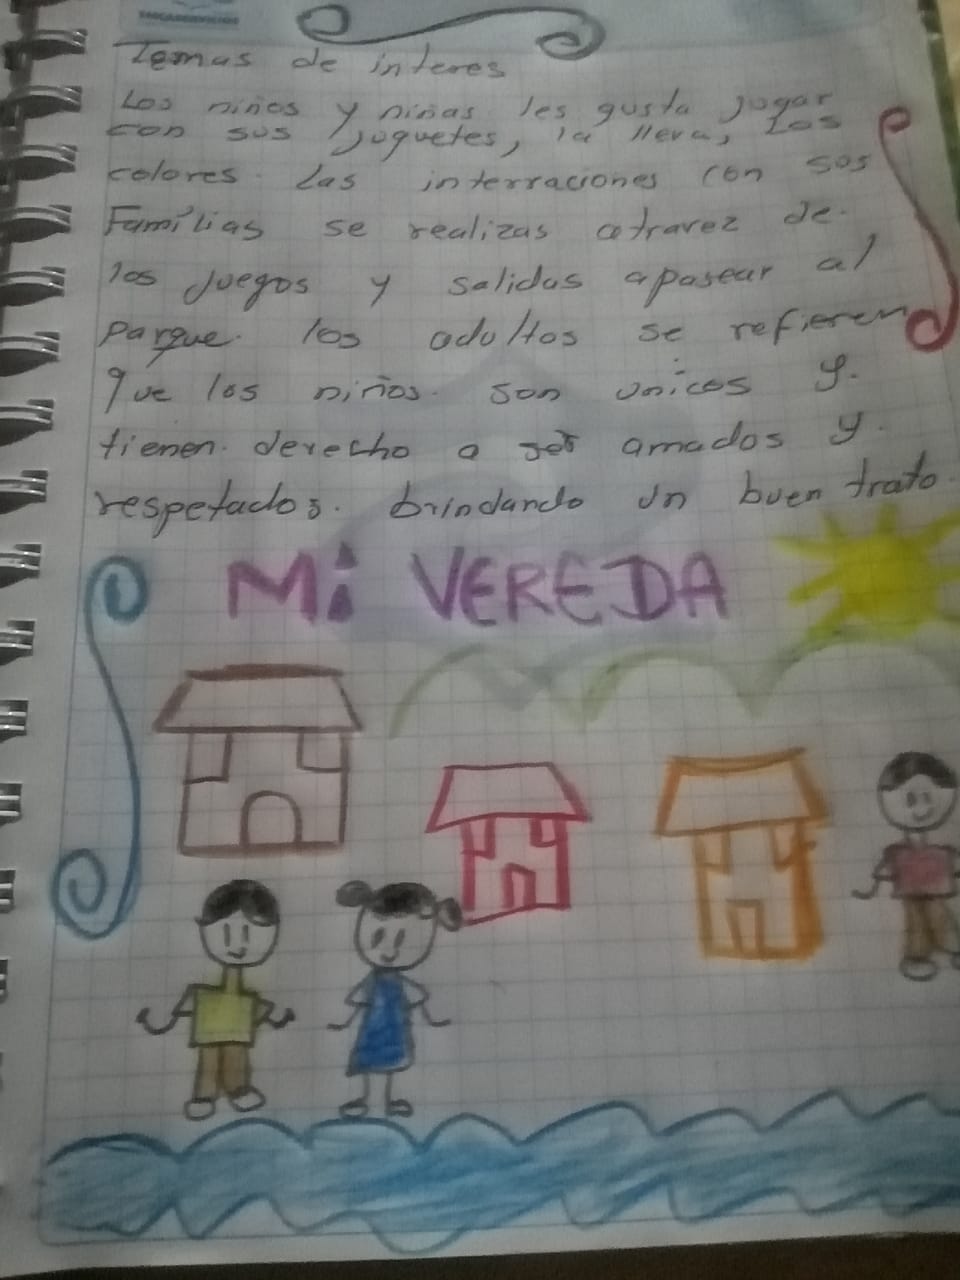 Temas de interes
Los niños y niñas les gusta jugar
con sus juguetes, la lleva, Los
colores. Las interraciones con sos
Familias se realizas atravez de.
los juegos y salidas apasear al
parque. los adultos se refieren
que los niños. son unicos y.
tienen. derecho a ser amados y.
respetados. brindando un buen trato.
Mi VEREDA